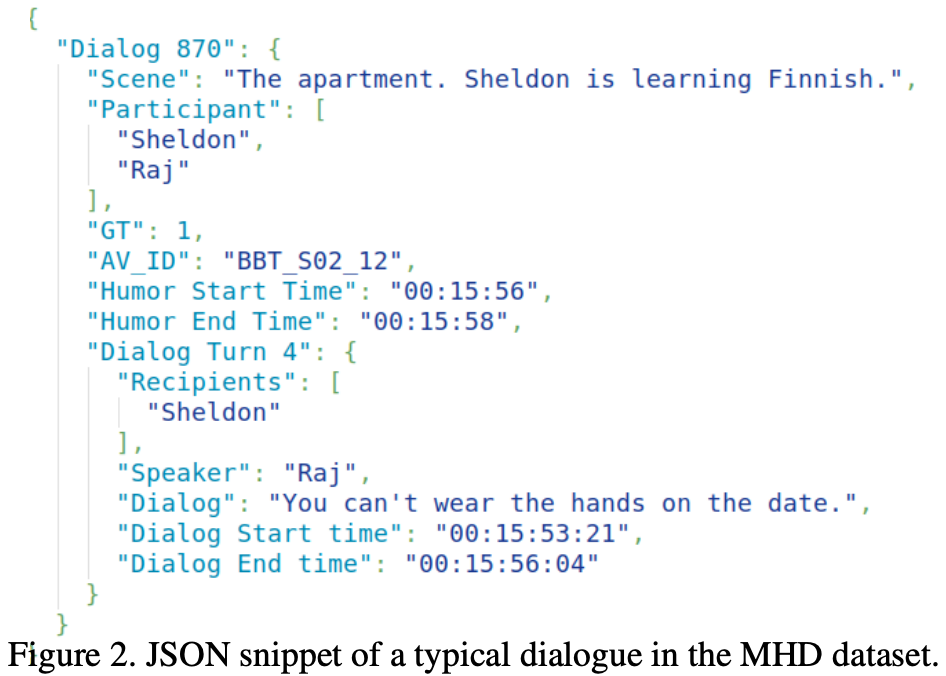 {
"Dialog 870": {
"Scene": "The apartment. Sheldon is learning Finnish.",
"Participant": [
"Sheldon",
"Raj"
],
"GT": 1,
"AV_ID": "BBT_S02_12",
"Humor Start Time": "00:15:56",
"Humor End Time": "00:15:58",
"Dialog Turn 4": {
"Recipients": [
"Sheldon"
],
"Speaker": "Raj",
"Dialog": "You can't wear the hands on the date.",
"Dialog Start time": "00:15:53:21",
"Dialog End time": "00:15:56:04"
}
}
Figure 2. JSON snippet of a typical dialogue in the MHD dataset.